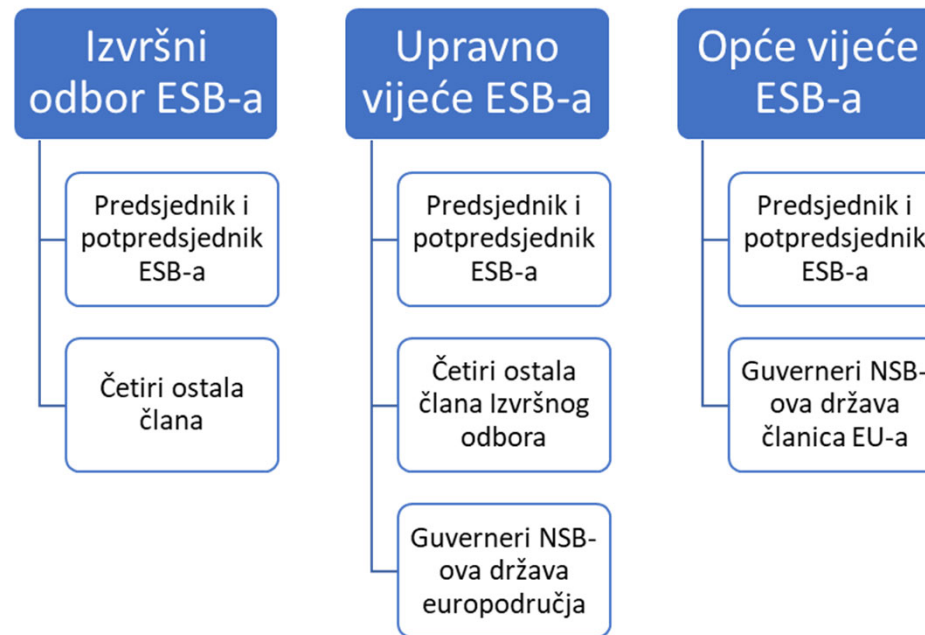 Izvršni
odbor ESB-a
Predsjednik i
potpredsjednik
ESB-a
Četiri ostala
člana
Upravno
vijeće ESB-a
Predsjednik i
potpredsjednik
ESB-a
Četiri ostala
člana Izvršnog
odbora
Guverneri NSB-
ova država
europodručja
Opće vijeće
ESB-a
Predsjednik i
potpredsjednik
ESB-a
Guverneri NSB-
ova država
članica EU-a